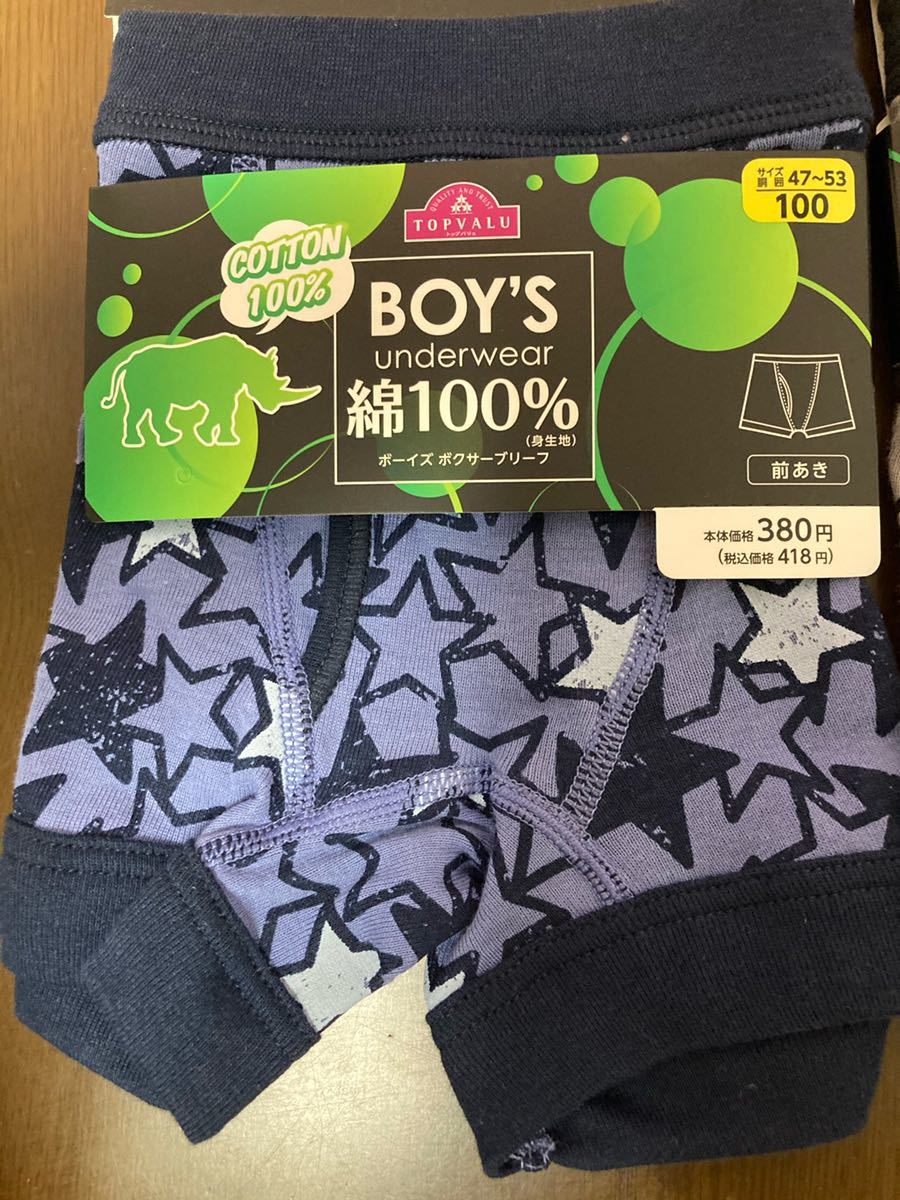 QUALITY AND TRUST
TOPVALU
トップバリュ
サイズ
胴囲 47~53
100
COTTON
100%
BOY'S
underwear
綿100%
(身生地)
ボーイズ ボクサーブリーフ
前あき
本体価格 380円
(税込価格 418円)